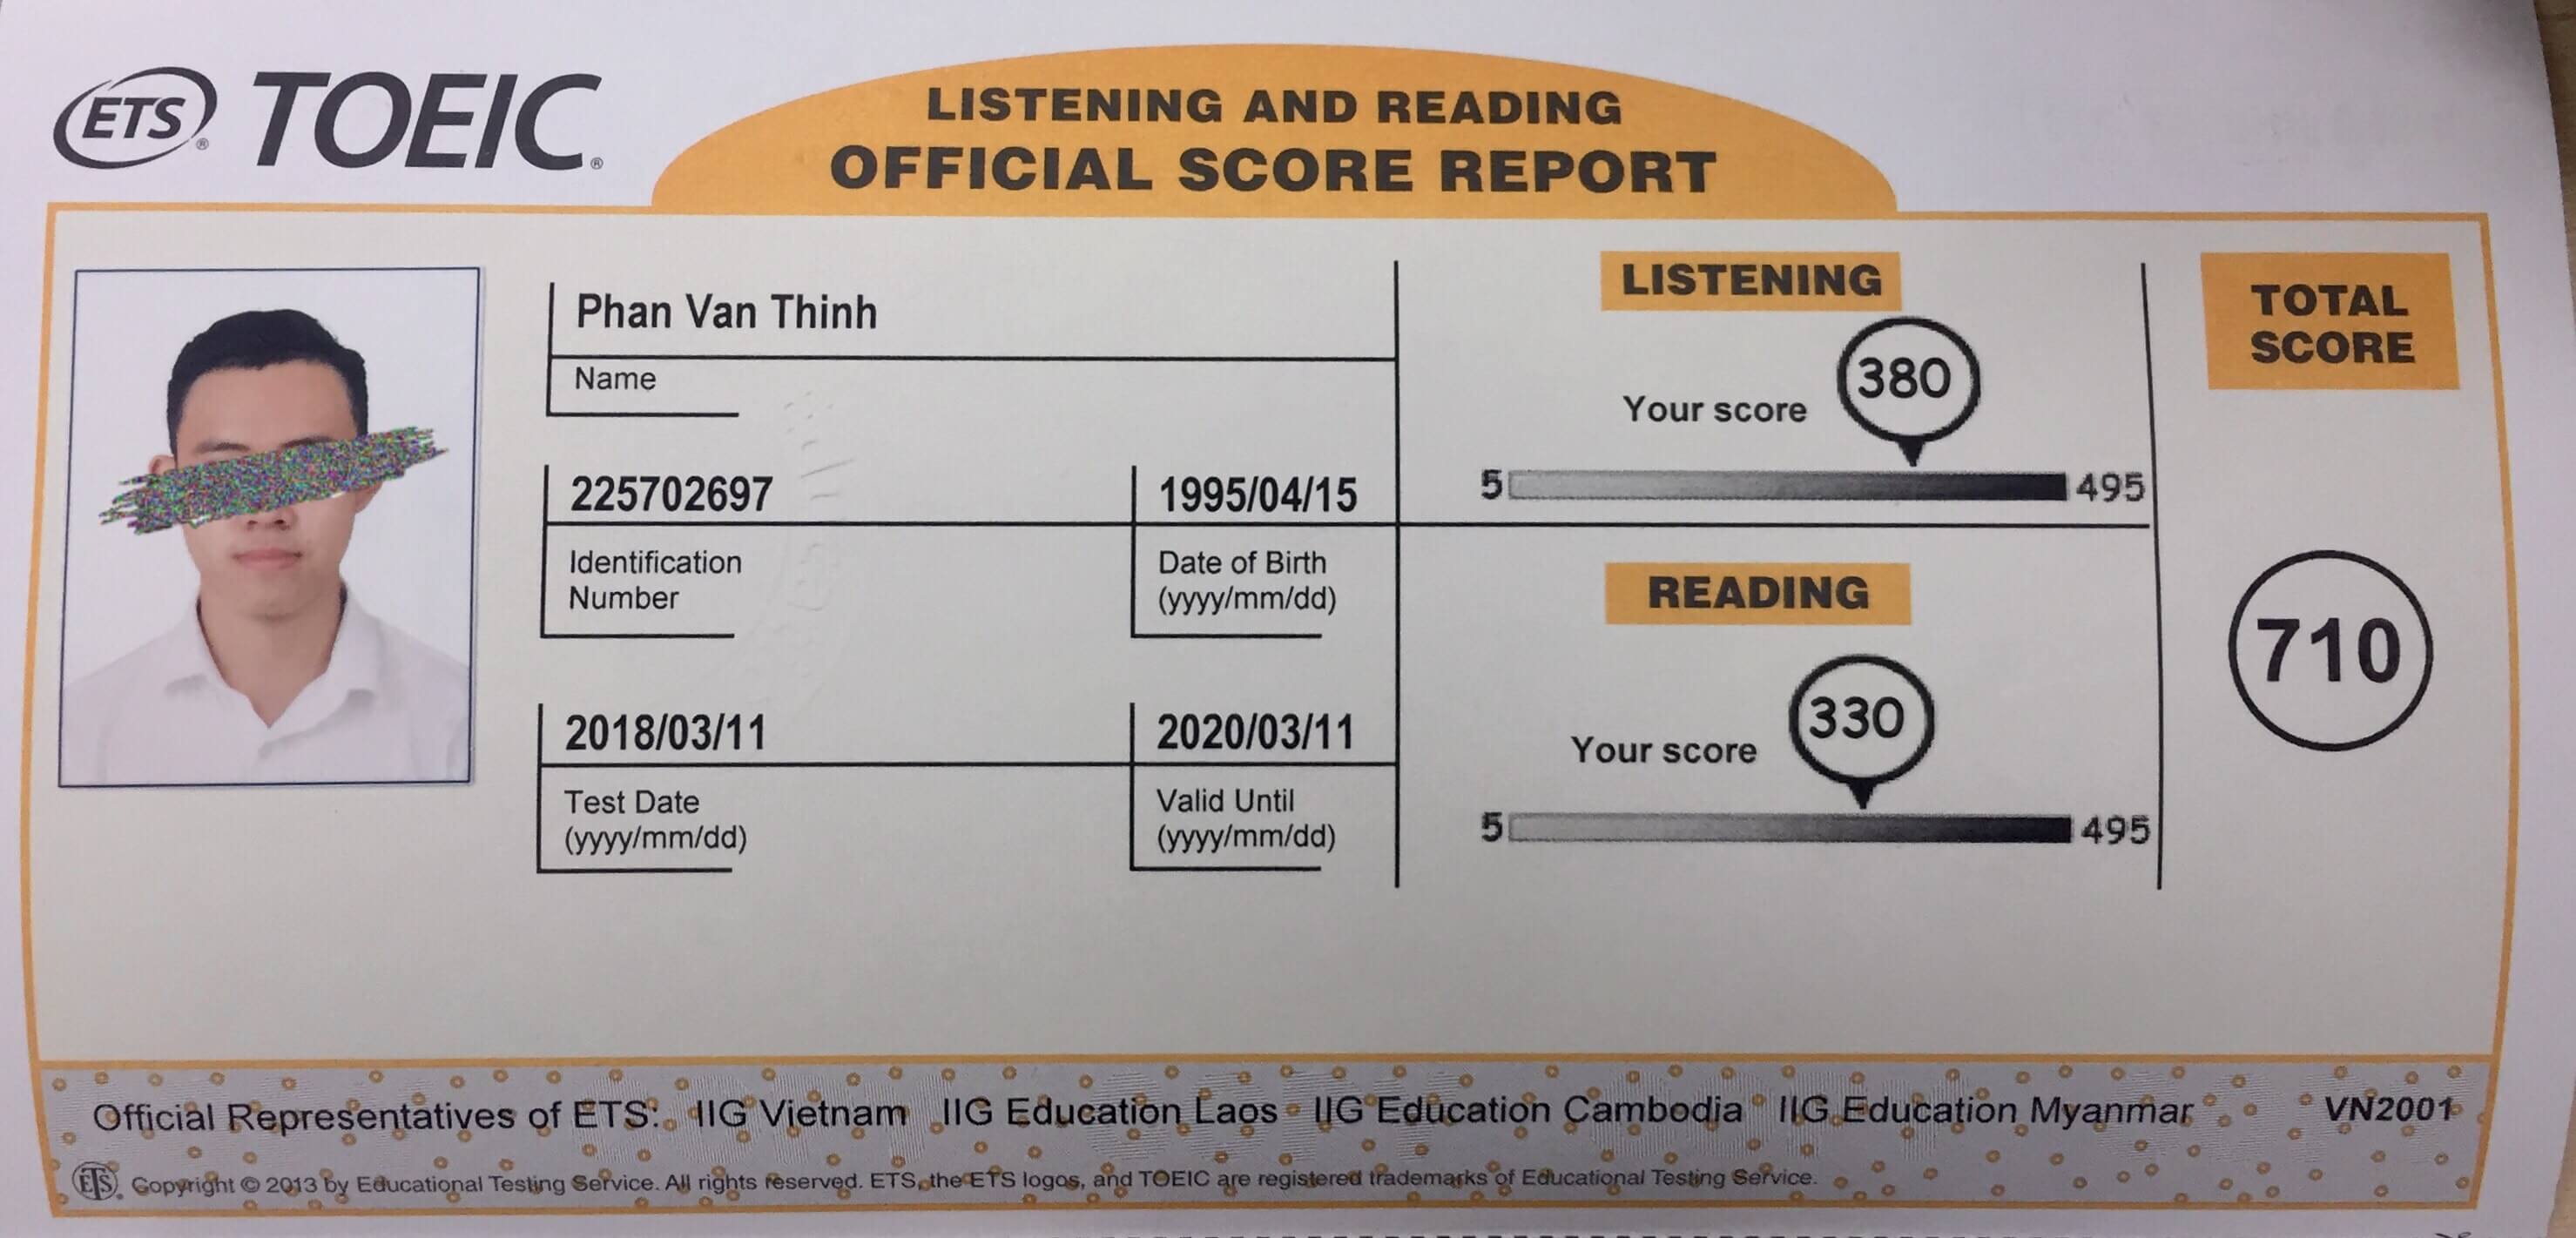 ETS® TOEIC®
LISTENING AND READING
OFFICIAL SCORE REPORT
Phan Van Thinh
Name
225702697
Identification
Number
1995/04/15
Date of Birth
(yyyy/mm/dd)
2018/03/11
Test Date
(yyyy/mm/dd)
2020/03/11
Valid Until
(yyyy/mm/dd)
LISTENING
Your score 380
5 495
READING
Your score 330
5 495
TOTAL
SCORE
710
Official Representatives of ETS: IIG Vietnam IIG Education Laos IIG Education Cambodia IIG Education Myanmar VN2001
ETS® Copyright © 2013 by Educational Testing Service. All rights reserved. ETS, the ETS logos, and TOEIC are registered trademarks of Educational Testing Service.